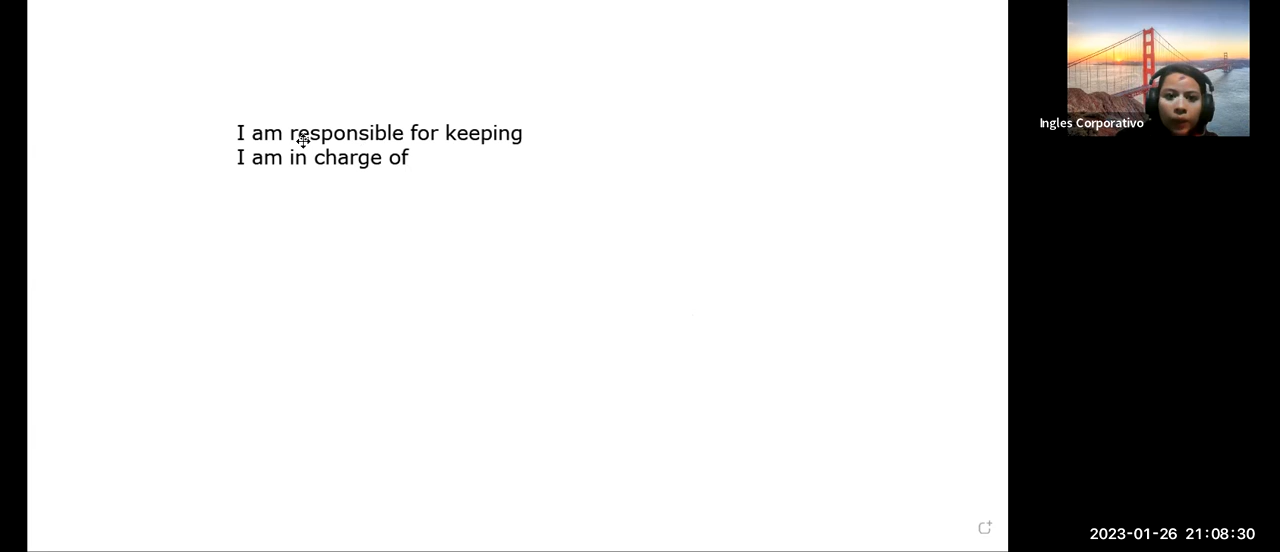 I am responsible for keeping
I am in charge of
Ingles Corporativo
2023-01-26 21:08:30